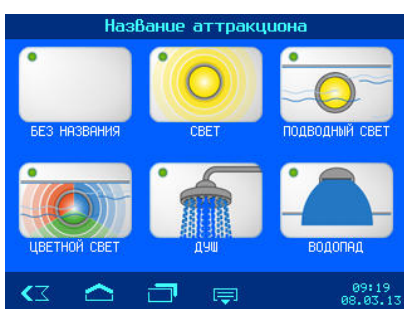 Название аттракциона
БЕЗ НАЗВАНИЯ
СВЕТ
ПОДВОДНЫЙ СВЕТ
ЦВЕТНОЙ СВЕТ
ДУШ
ВОДОПАД
09:19
08.03.13